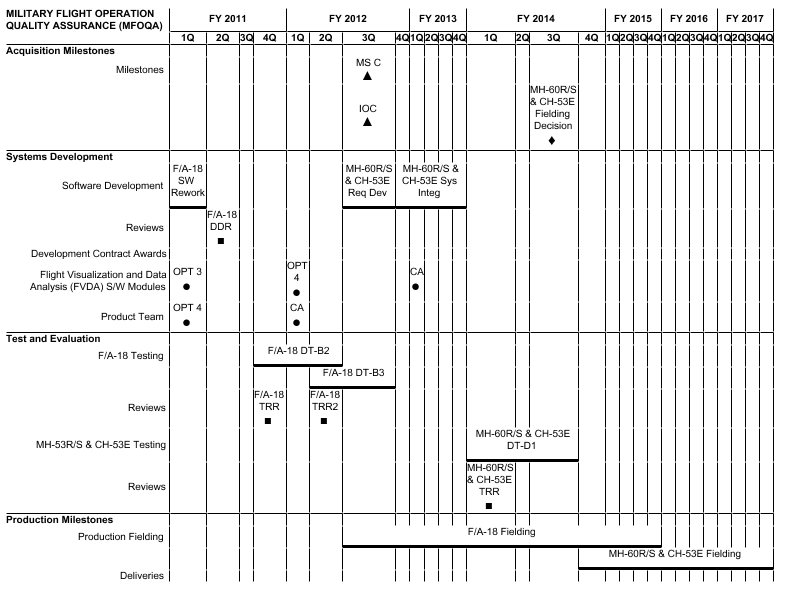 MILITARY FLIGHT OPERATION
QUALITY ASSURANCE (MFOQA)
FY 2011 FY 2012 FY 2013 FY 2014 FY 2015 FY 2016 FY 2017
1Q 2Q 3Q 4Q 1Q 2Q 3Q 4Q 1Q 2Q 3Q 4Q 1Q 2Q 3Q 4Q 1Q 2Q 3Q 4Q 1Q 2Q 3Q 4Q 1Q 2Q 3Q 4Q
Acquisition Milestones
Milestones
MS C
IOC
MH-60R/S
& CH-53E
Fielding
Decision
Systems Development
Software Development
F/A-18
SW
Rework
MH-60R/S
& CH-53E
Req Dev
MH-60R/S &
CH-53E Sys
Integ
Reviews
F/A-18
DDR
Development Contract Awards
Flight Visualization and Data
Analysis (FVDA) S/W Modules
OPT 3
OPT
4
CA
Product Team
OPT 4
CA
Test and Evaluation
F/A-18 Testing
F/A-18 DT-B2
F/A-18 DT-B3
Reviews
F/A-18
TRR
F/A-18
TRR2
MH-53R/S & CH-53E Testing
MH-60R/S & CH-53E
DT-D1
Reviews
MH-60R/S
& CH-53E
TRR
Production Milestones
Production Fielding
F/A-18 Fielding
MH-60R/S & CH-53E Fielding
Deliveries